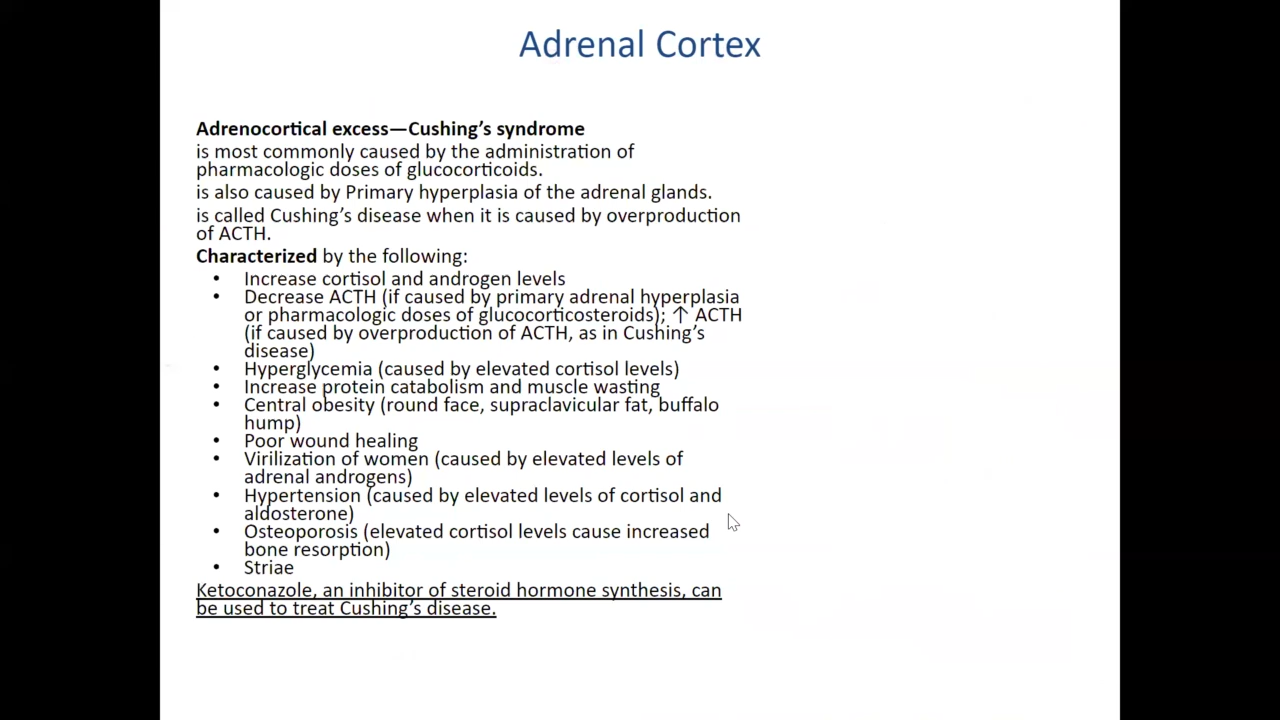 Adrenal Cortex
Adrenocortical excess—Cushing's syndrome
is most commonly caused by the administration of
pharmacologic doses of glucocorticoids.
is also caused by Primary hyperplasia of the adrenal glands.
is called Cushing's disease when it is caused by overproduction
of ACTH.
Characterized by the following:
• Increase cortisol and androgen levels
• Decrease ACTH (if caused by primary adrenal hyperplasia
or pharmacologic doses of glucocorticosteroids); ↑ ACTH
(if caused by overproduction of ACTH, as in Cushing's
disease)
• Hyperglycemia (caused by elevated cortisol levels)
• Increase protein catabolism and muscle wasting
• Central obesity (round face, supraclavicular fat, buffalo
hump)
• Poor wound healing
• Virilization of women (caused by elevated levels of
adrenal androgens)
• Hypertension (caused by elevated levels of cortisol and
aldosterone)
• Osteoporosis (elevated cortisol levels cause increased
bone resorption)
• Striae
Ketoconazole, an inhibitor of steroid hormone synthesis, can
be used to treat Cushing's disease.